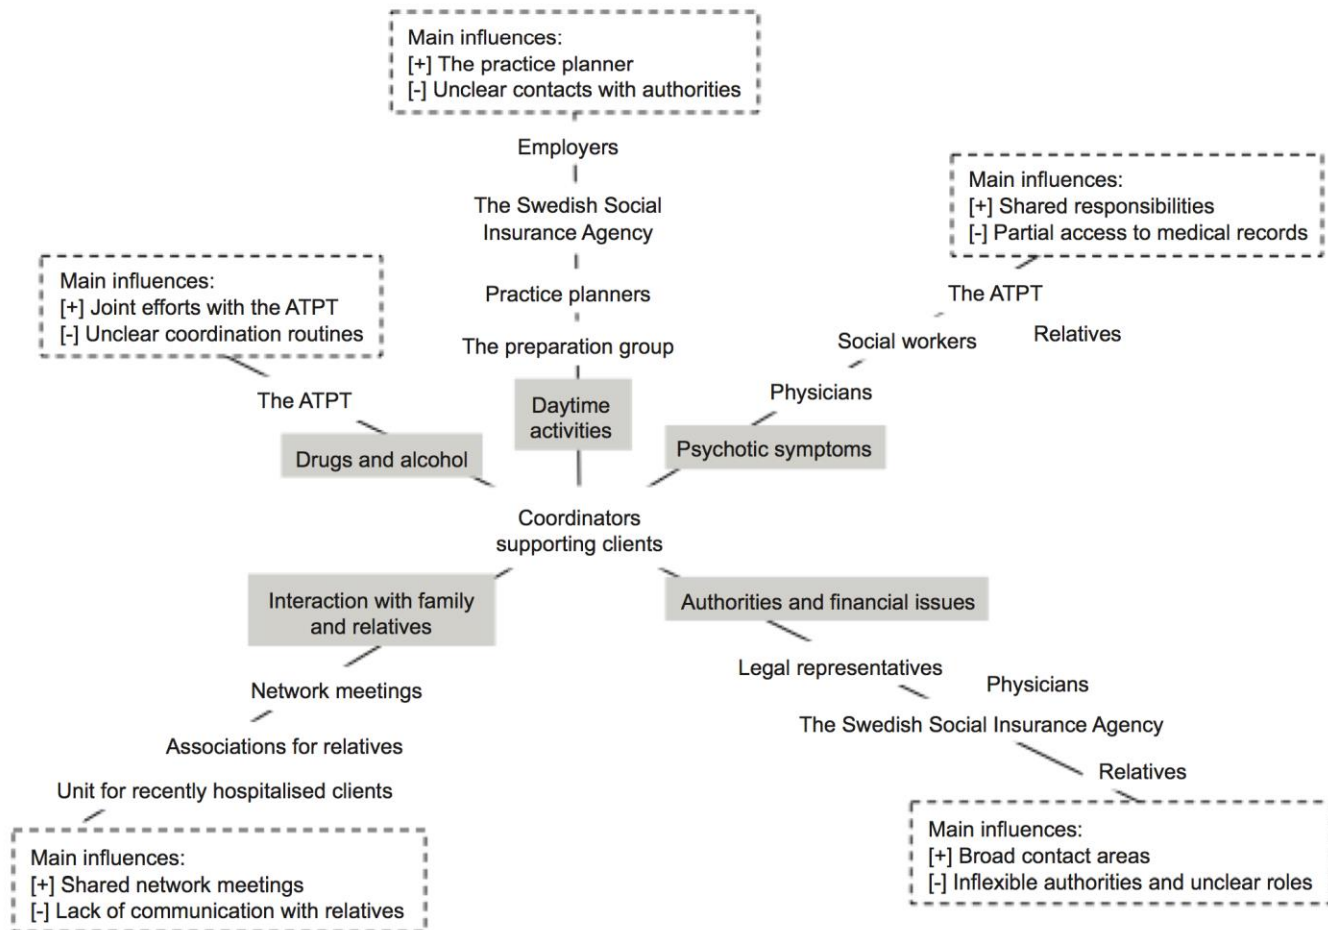 Main influences:
[+] The practice planner
[-] Unclear contacts with authorities
Employers
The Swedish Social
Insurance Agency
Practice planners
The preparation group
Daytime
activities
Main influences:
[+] Shared responsibilities
[-] Partial access to medical records
The ATPT
Relatives
Social workers
Physicians
Psychotic symptoms
Main influences:
[+] Joint efforts with the ATPT
[-] Unclear coordination routines
The ATPT
Drugs and alcohol
Coordinators
supporting clients
Interaction with family
and relatives
Network meetings
Associations for relatives
Unit for recently hospitalised clients
Main influences:
[+] Shared network meetings
[-] Lack of communication with relatives
Authorities and financial issues
Legal representatives
Physicians
The Swedish Social Insurance Agency
Relatives
Main influences:
[+] Broad contact areas
[-] Inflexible authorities and unclear roles